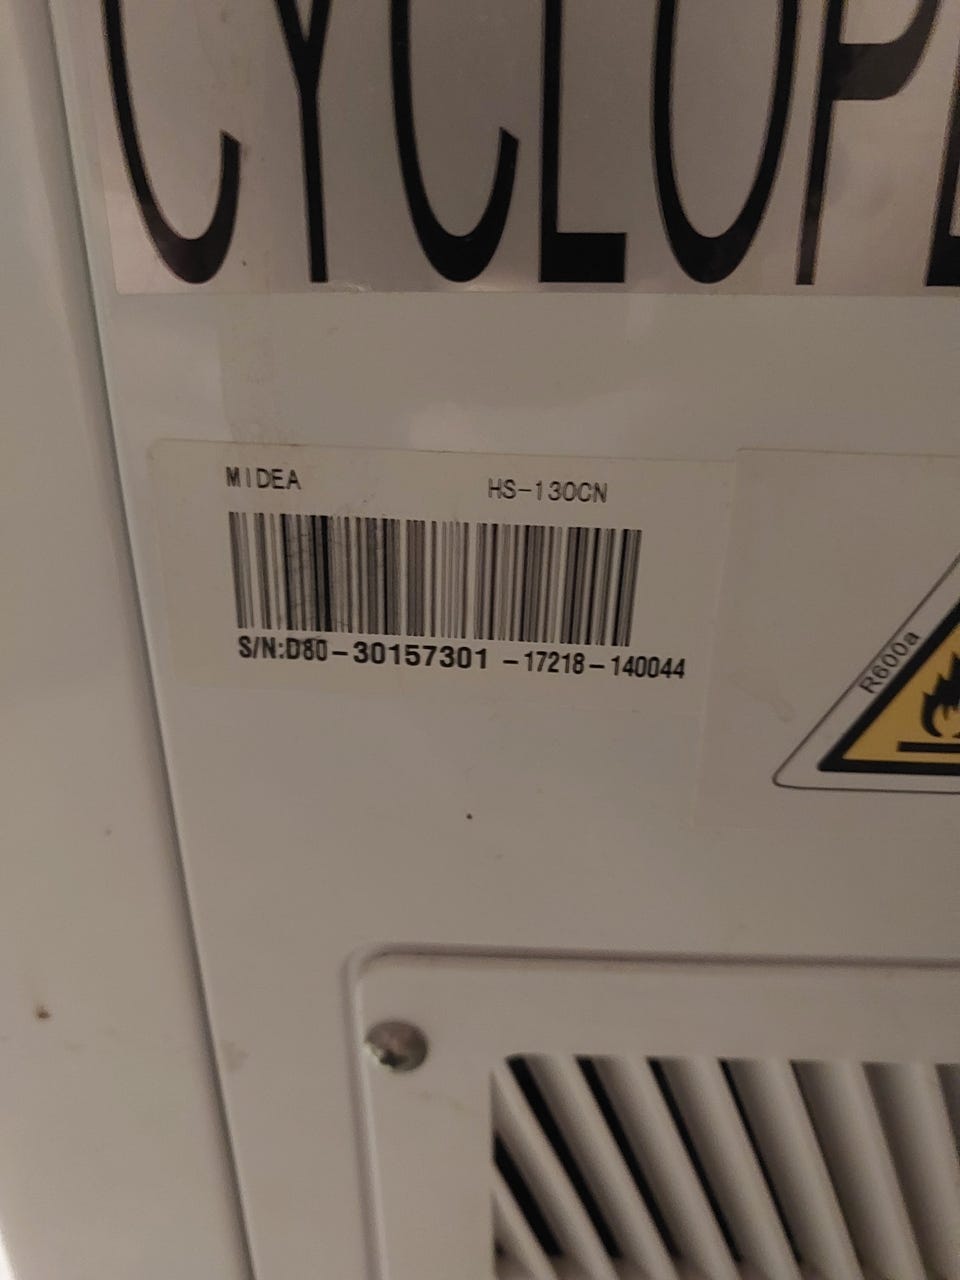 CYCLOP
MIDEA HS-130CN
S/N:D80-30157301-17218-140044
R600a